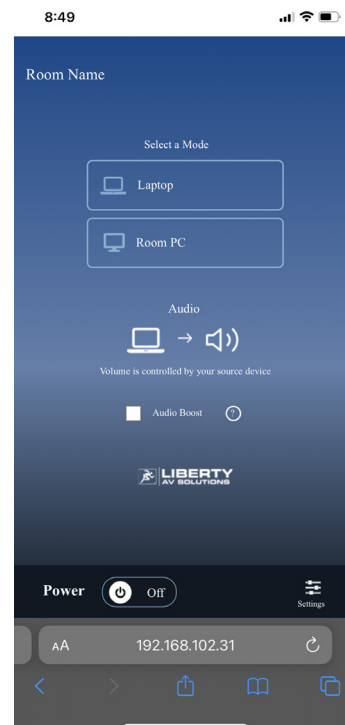 8:49
Room Name
Select a Mode
Laptop
Room PC
Audio
Volume is controlled by your source device
Audio Boost ?
LIBERTY
AV SOLUTIONS
Power Off
Settings
AA 192.168.102.31